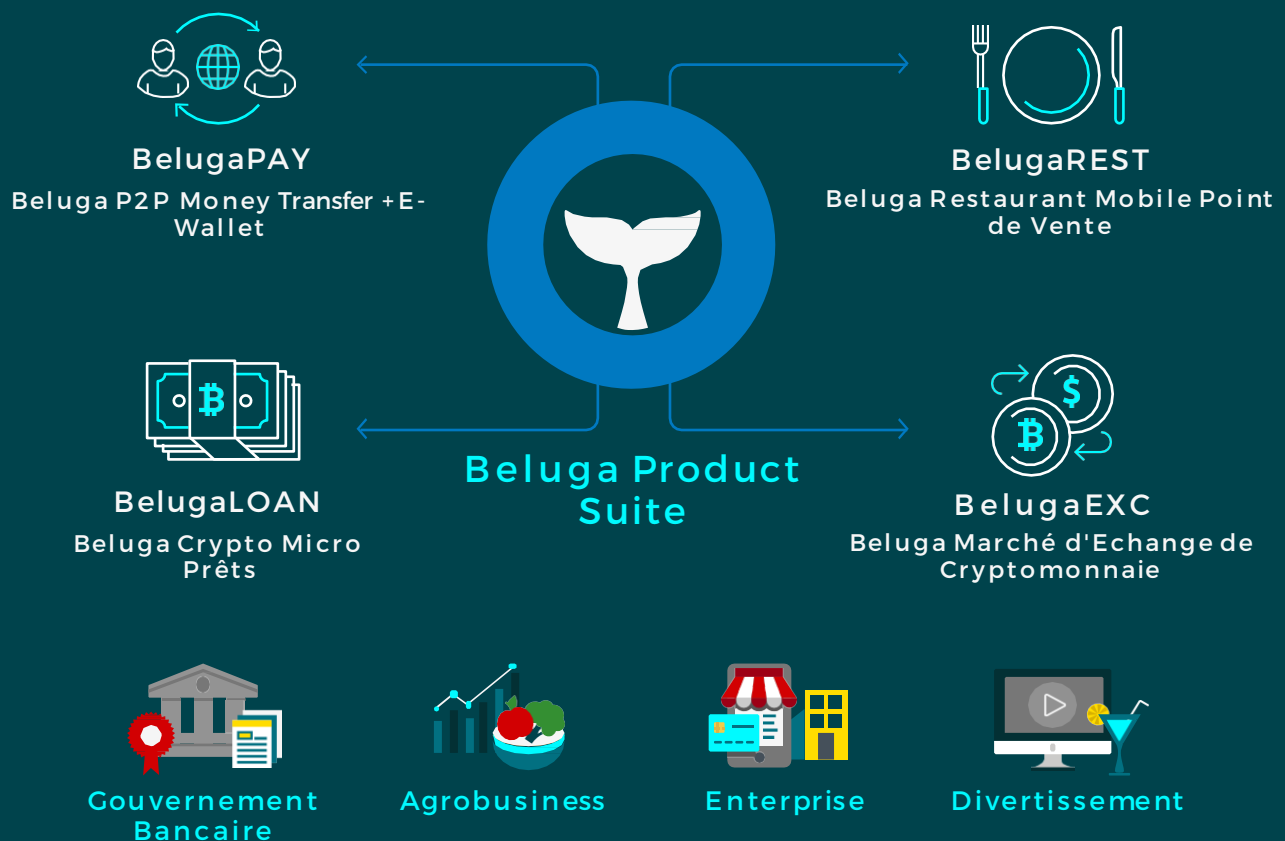 BelugaPAY
Beluga P2P Money Transfer +E-
Wallet
BelugaREST
Beluga Restaurant Mobile Point
de Vente
Beluga Product
Suite
BelugaLOAN
Beluga Crypto Micro
Prêts
BelugaEXC
Beluga Marché d'Echange de
Cryptomonnaie
Gouvernement
Bancaire
Agrobusiness
Enterprise
Divertissement